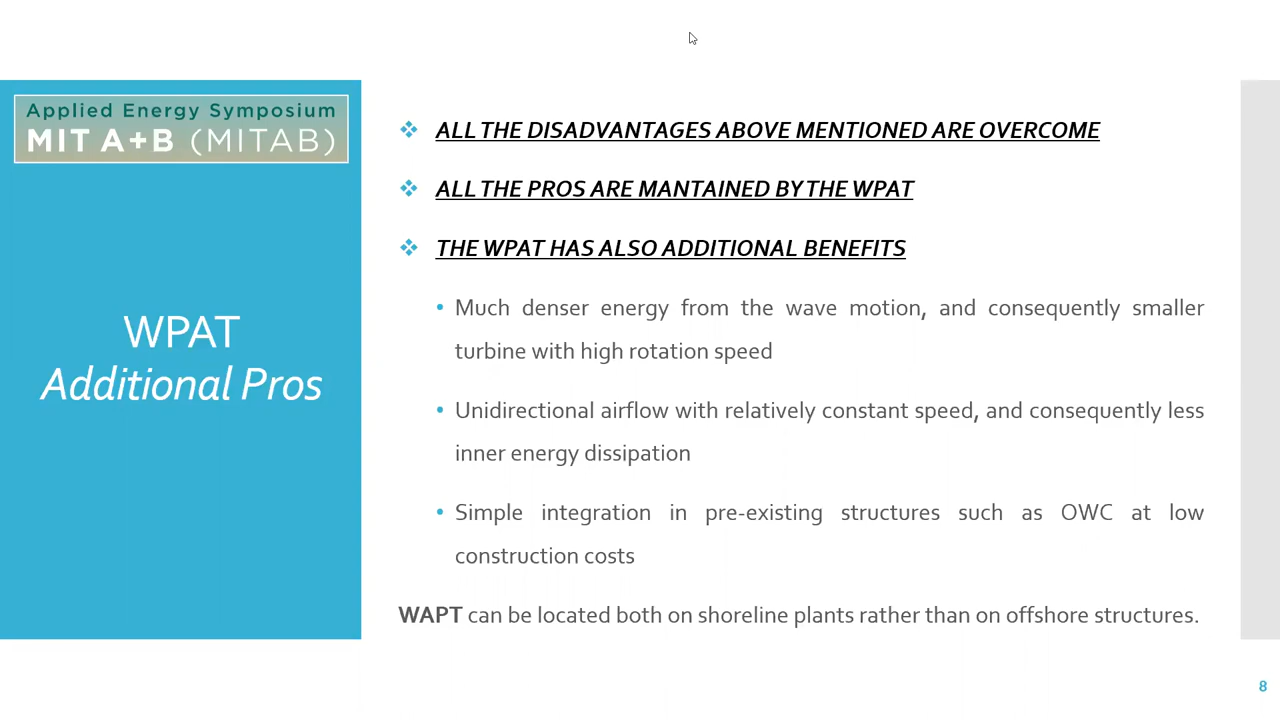 Applied Energy Symposium
MIT A+B (MITAB)
WPAT
Additional Pros
ALL THE DISADVANTAGES ABOVE MENTIONED ARE OVERCOME
ALL THE PROS ARE MANTAINED BY THE WPAT
THE WPAT HAS ALSO ADDITIONAL BENEFITS
Much denser energy from the wave motion, and consequently smaller
turbine with high rotation speed
Unidirectional airflow with relatively constant speed, and consequently less
inner energy dissipation
Simple integration in pre-existing structures such as OWC at low
construction costs
WAPT can be located both on shoreline plants rather than on offshore structures.
8